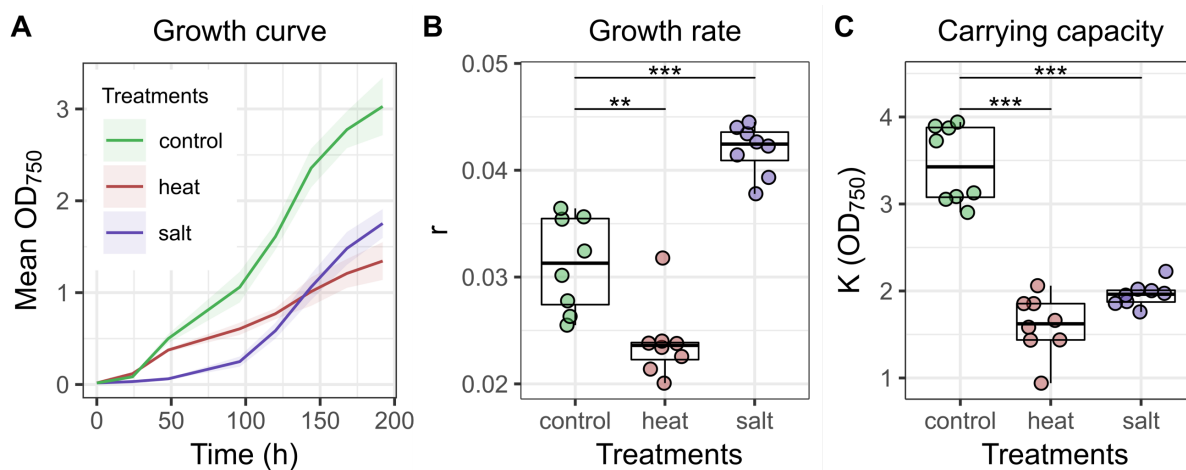 A
Growth curve
Mean OD750
Treatments
control
heat
salt
3
2
1
0
0
50
100
150
200
Time (h)
B
Growth rate
r
0.05
0.04
0.03
0.02
***
**
control
heat
salt
Treatments
C
Carrying capacity
K (OD750)
4
3
2
1
***
***
control
heat
salt
Treatments